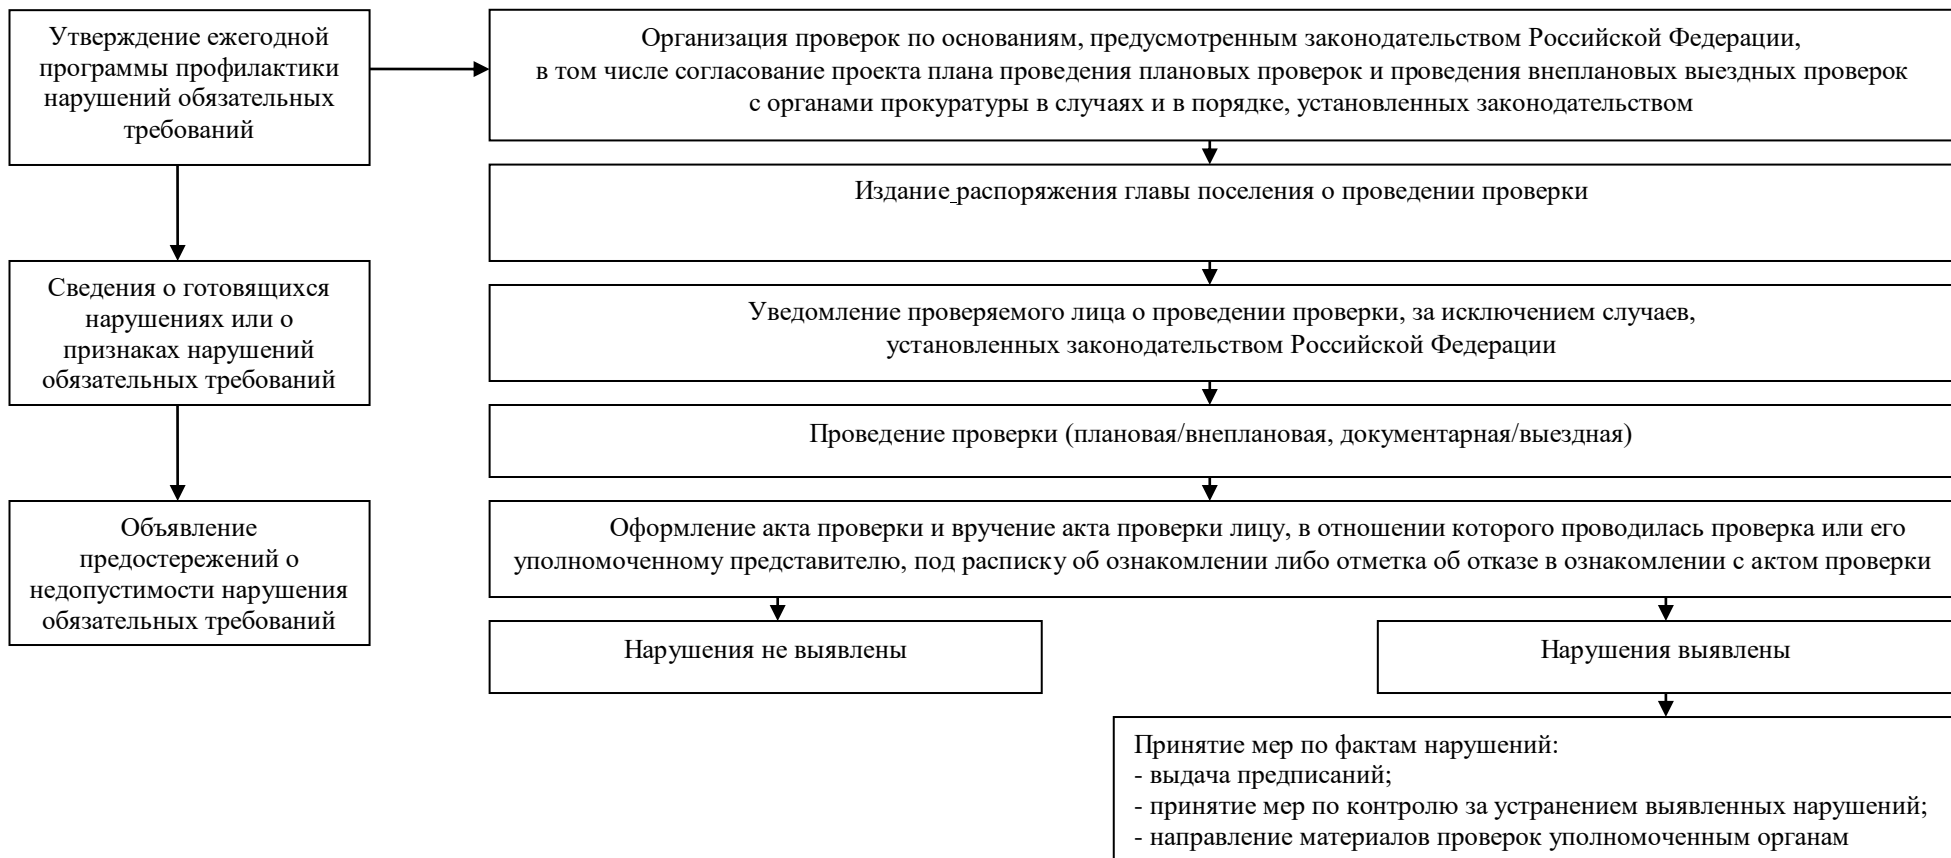 Утверждение ежегодной
программы профилактики
нарушений обязательных
требований
Организация проверок по основаниям, предусмотренным законодательством Российской Федерации,
в том числе согласование проекта плана проведения плановых проверок и проведения внеплановых выездных проверок
с органами прокуратуры в случаях и в порядке, установленных законодательством
Издание распоряжения главы поселения о проведении проверки
Сведения о готовящихся
нарушениях или о
признаках нарушений
обязательных требований
Уведомление проверяемого лица о проведении проверки, за исключением случаев,
установленных законодательством Российской Федерации
Проведение проверки (плановая/внеплановая, документарная/выездная)
Объявление
предостережений о
недопустимости нарушения
обязательных требований
Оформление акта проверки и вручение акта проверки лицу, в отношении которого проводилась проверка или его
уполномоченному представителю, под расписку об ознакомлении либо отметка об отказе в ознакомлении с актом проверки
Нарушения не выявлены
Нарушения выявлены
Принятие мер по фактам нарушений:
- выдача предписаний;
- принятие мер по контролю за устранением выявленных нарушений;
- направление материалов проверок уполномоченным органам